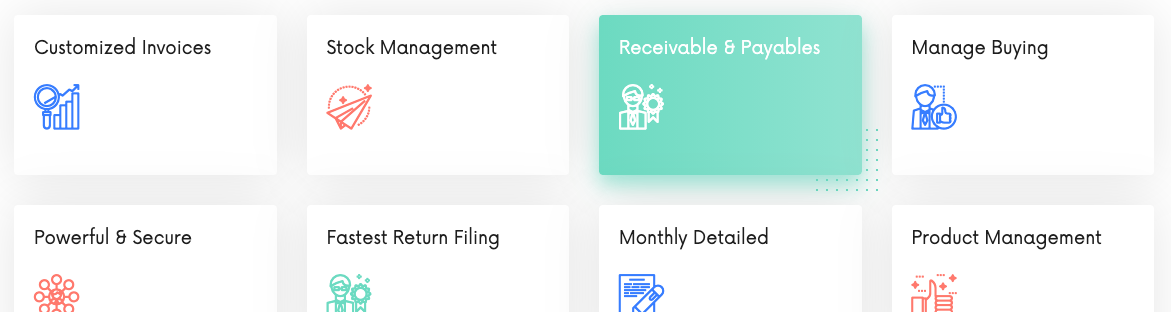 Customized Invoices
Stock Management
Receivable & Payables
Manage Buying
Powerful & Secure
Fastest Return Filing
Monthly Detailed
Product Management